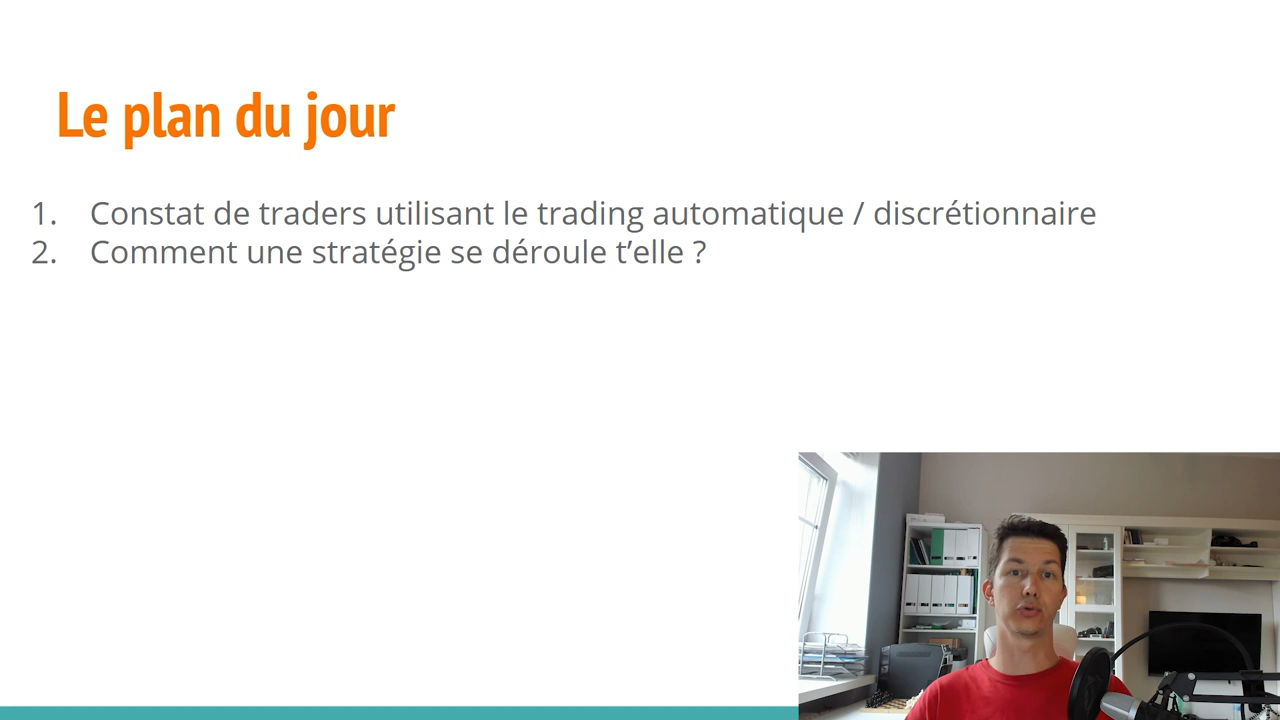 Le plan du jour
1. Constat de traders utilisant le trading automatique / discrétionnaire
2. Comment une stratégie se déroule t’elle ?